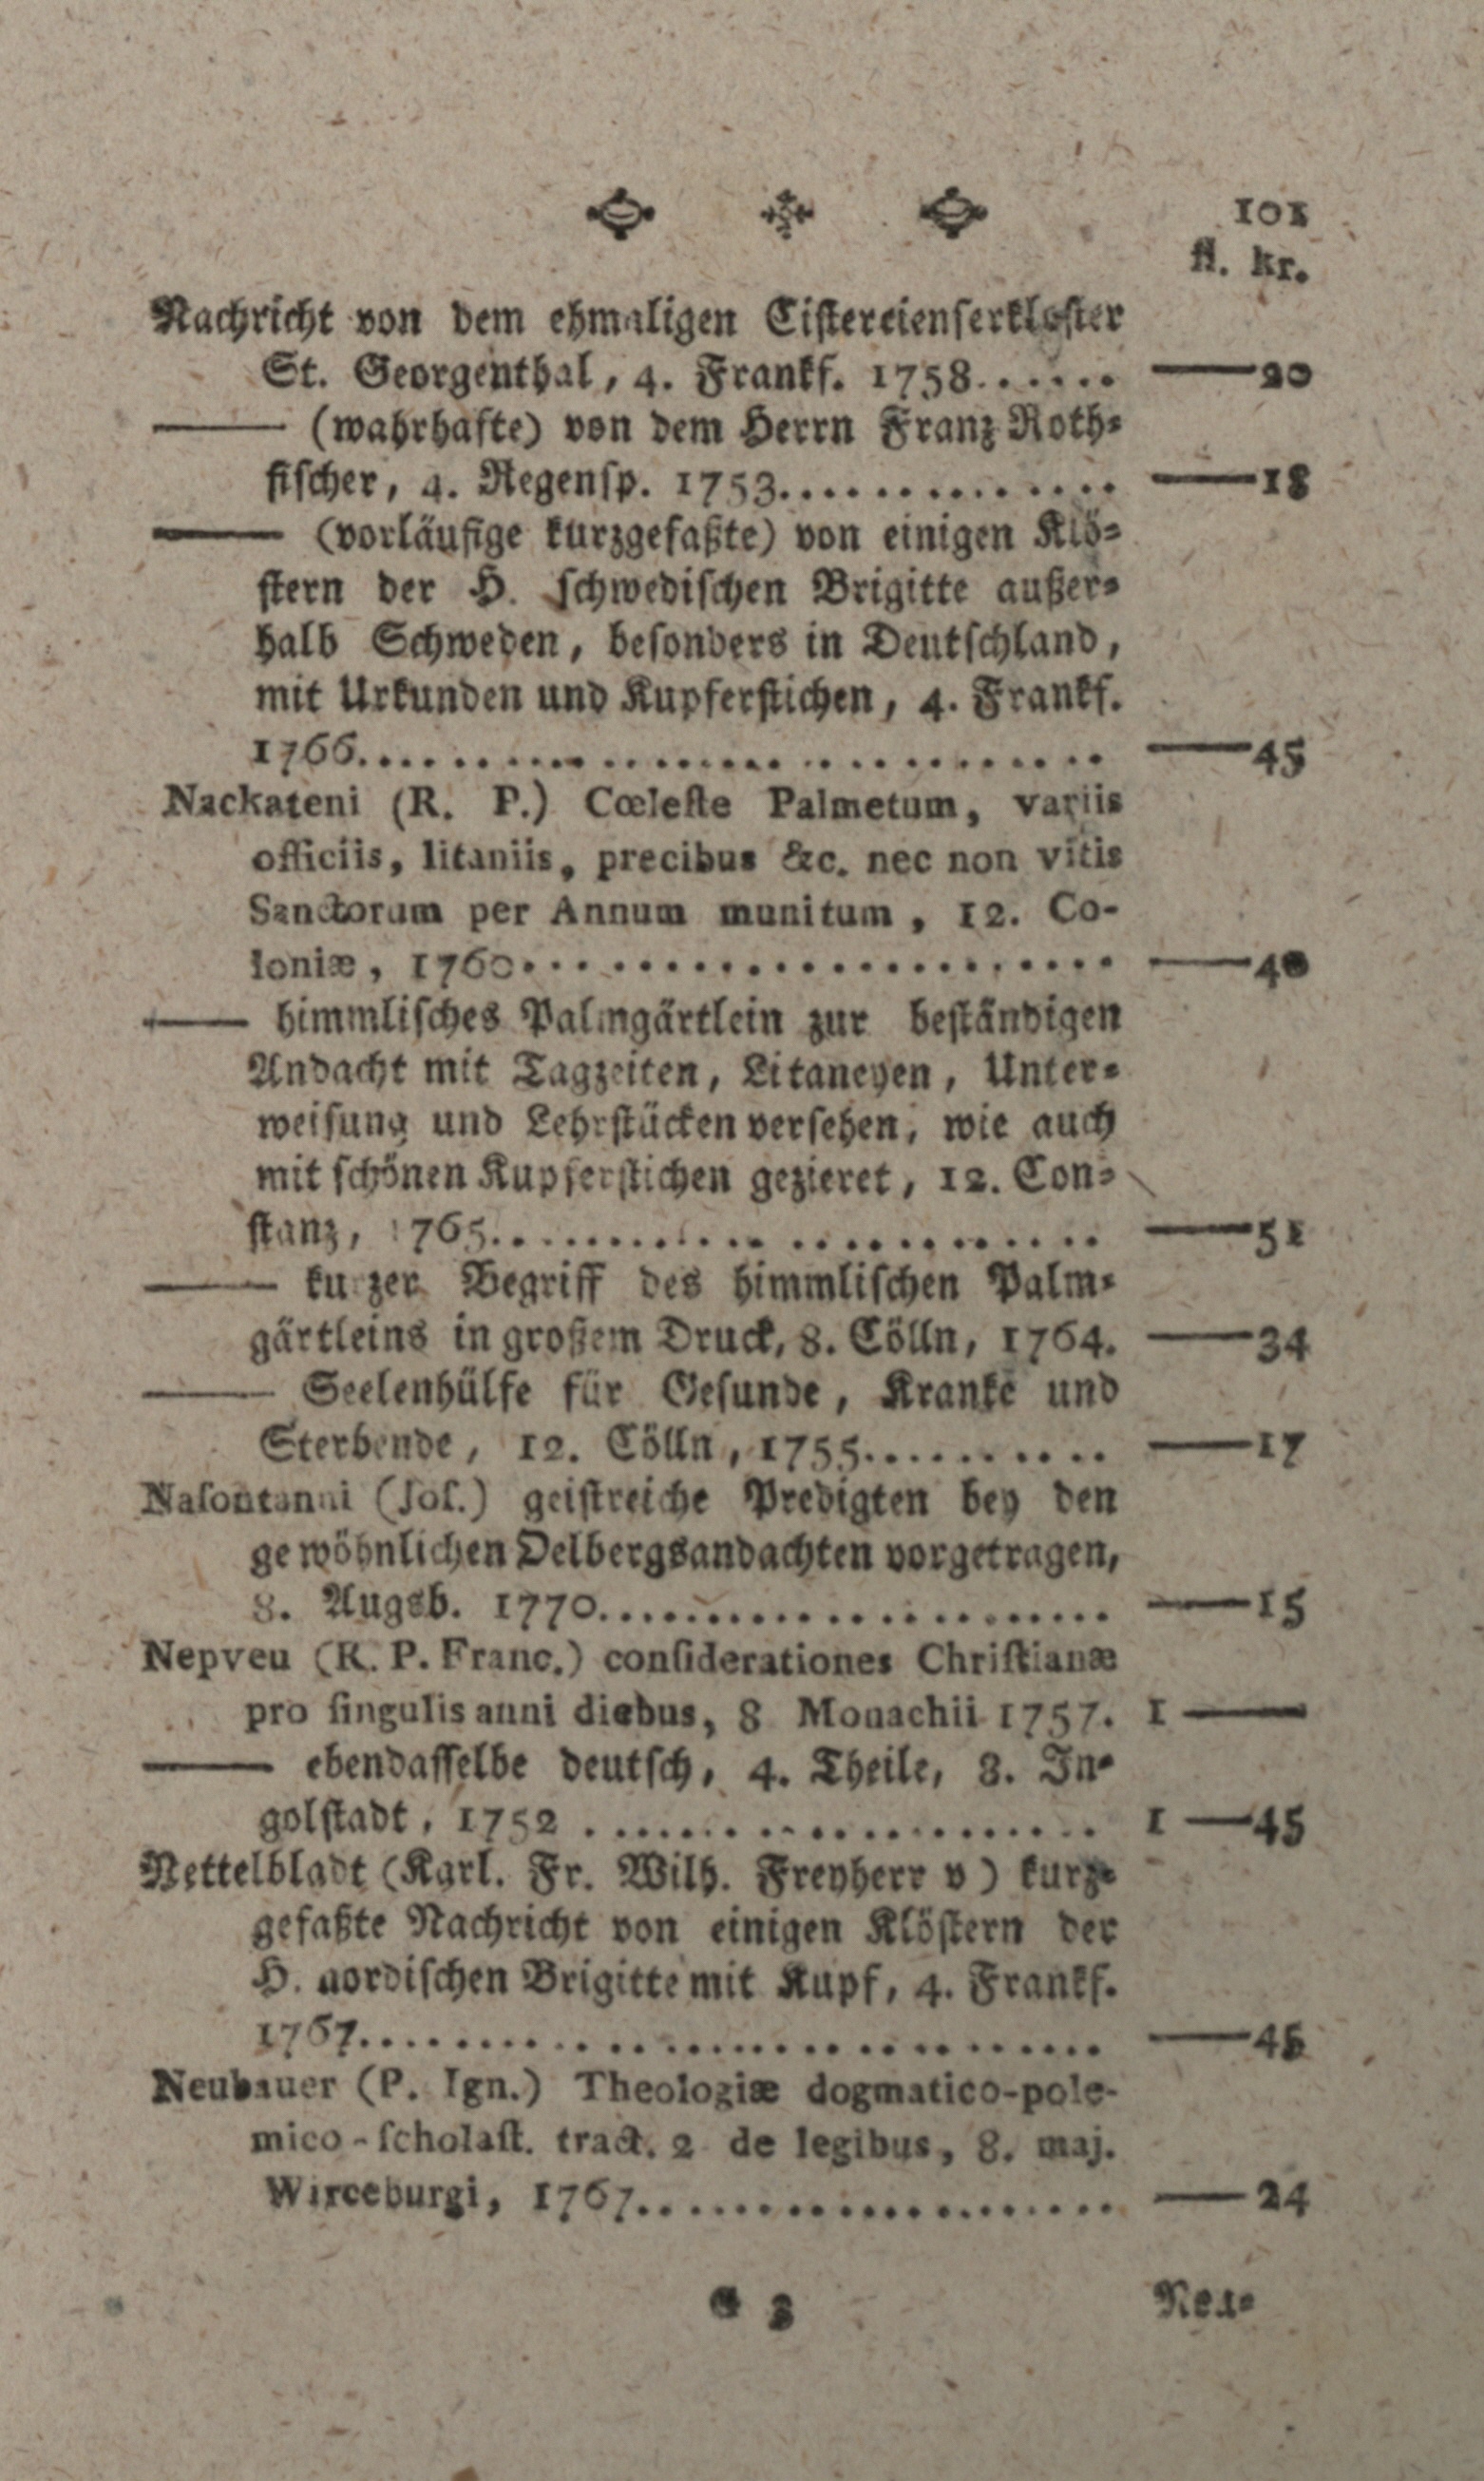 101
fl. kr.
Nachricht von dem ehmaligen Cistereienserkloster
St. Georgenthal, 4. Frankf. 1758...... —20
— (wahrhafte) von dem Herrn Franz Roth-
fischer, 4. Regensp. 1753.............. —18
— (vorläufige kurzgefaßte) von einigen Klö-
stern der H. schwedischen Brigitte außer-
halb Schweden, besonders in Deutschland,
mit Urkunden und Kupferstichen, 4. Frankf.
1766.............................. —45
Nackateni (R. P.) Cœleste Palmetum, variis
officiis, litaniis, precibus &c. nec non vitis
Sanctorum per Annum munitum, 12. Co-
loniæ, 1760........................ —40
— himmlisches Palmgärtlein zur beständigen
Andacht mit Tagzeiten, Litaneyen, Unter-
weisung und Lehrstücken versehen, wie auch
mit schönen Kupferstichen gezieret, 12. Con-
stanz, 1765......................... —51
— kurzer Begriff des himmlischen Palm-
gärtleins in großem Druck, 8. Cölln, 1764. —34
— Seelenhülfe für Gesunde, Kranke und
Sterbende, 12. Cölln, 1755.......... —17
Nasontanni (Jos.) geistreiche Predigten bey den
gewöhnlichen Oelbergsandachten vorgetragen,
8. Augsb. 1770...................... —15
Nepveu (R. P. Franc.) considerationes Christianæ
pro singulis anni diebus, 8 Monachii 1757. 1 —
— ebendasselbe deutsch, 4. Theile, 8. In-
golstadt, 1752 ..................... 1 —45
Nettelbladt (Karl. Fr. Wilh. Freyherr v) kurz-
gefaßte Nachricht von einigen Klöstern der
H. nordischen Brigitte mit Kupf, 4. Frankf.
1767.............................. —45
Neubauer (P. Ign.) Theologiæ dogmatico-pole-
mico-scholast. tract. 2 de legibus, 8. maj.
Wirceburgi, 1767................... —24
G 3 Neu-